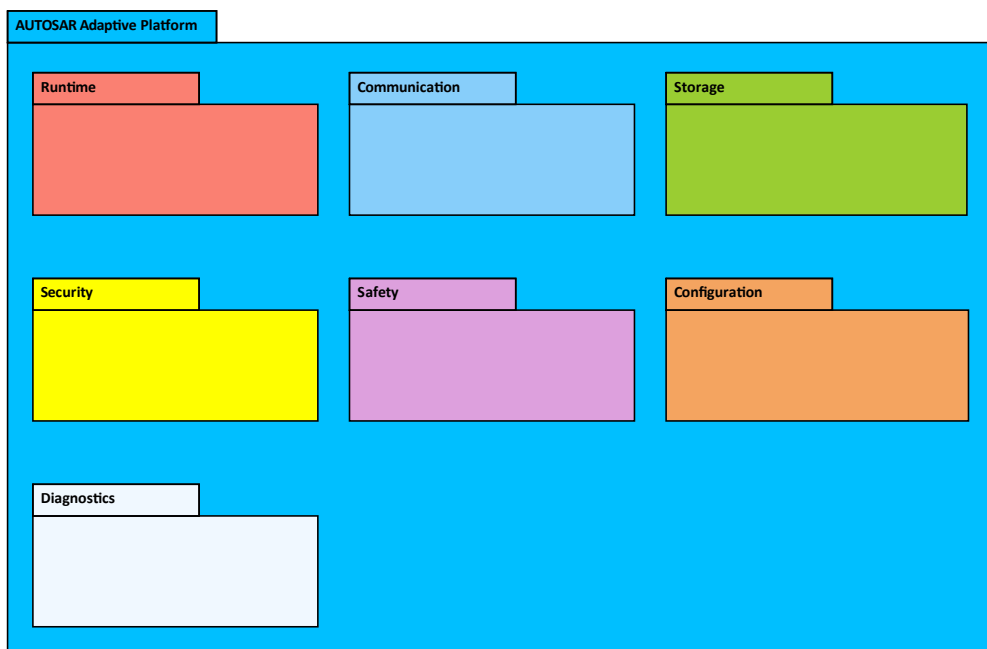 AUTOSAR Adaptive Platform
Runtime
Communication
Storage
Security
Safety
Configuration
Diagnostics